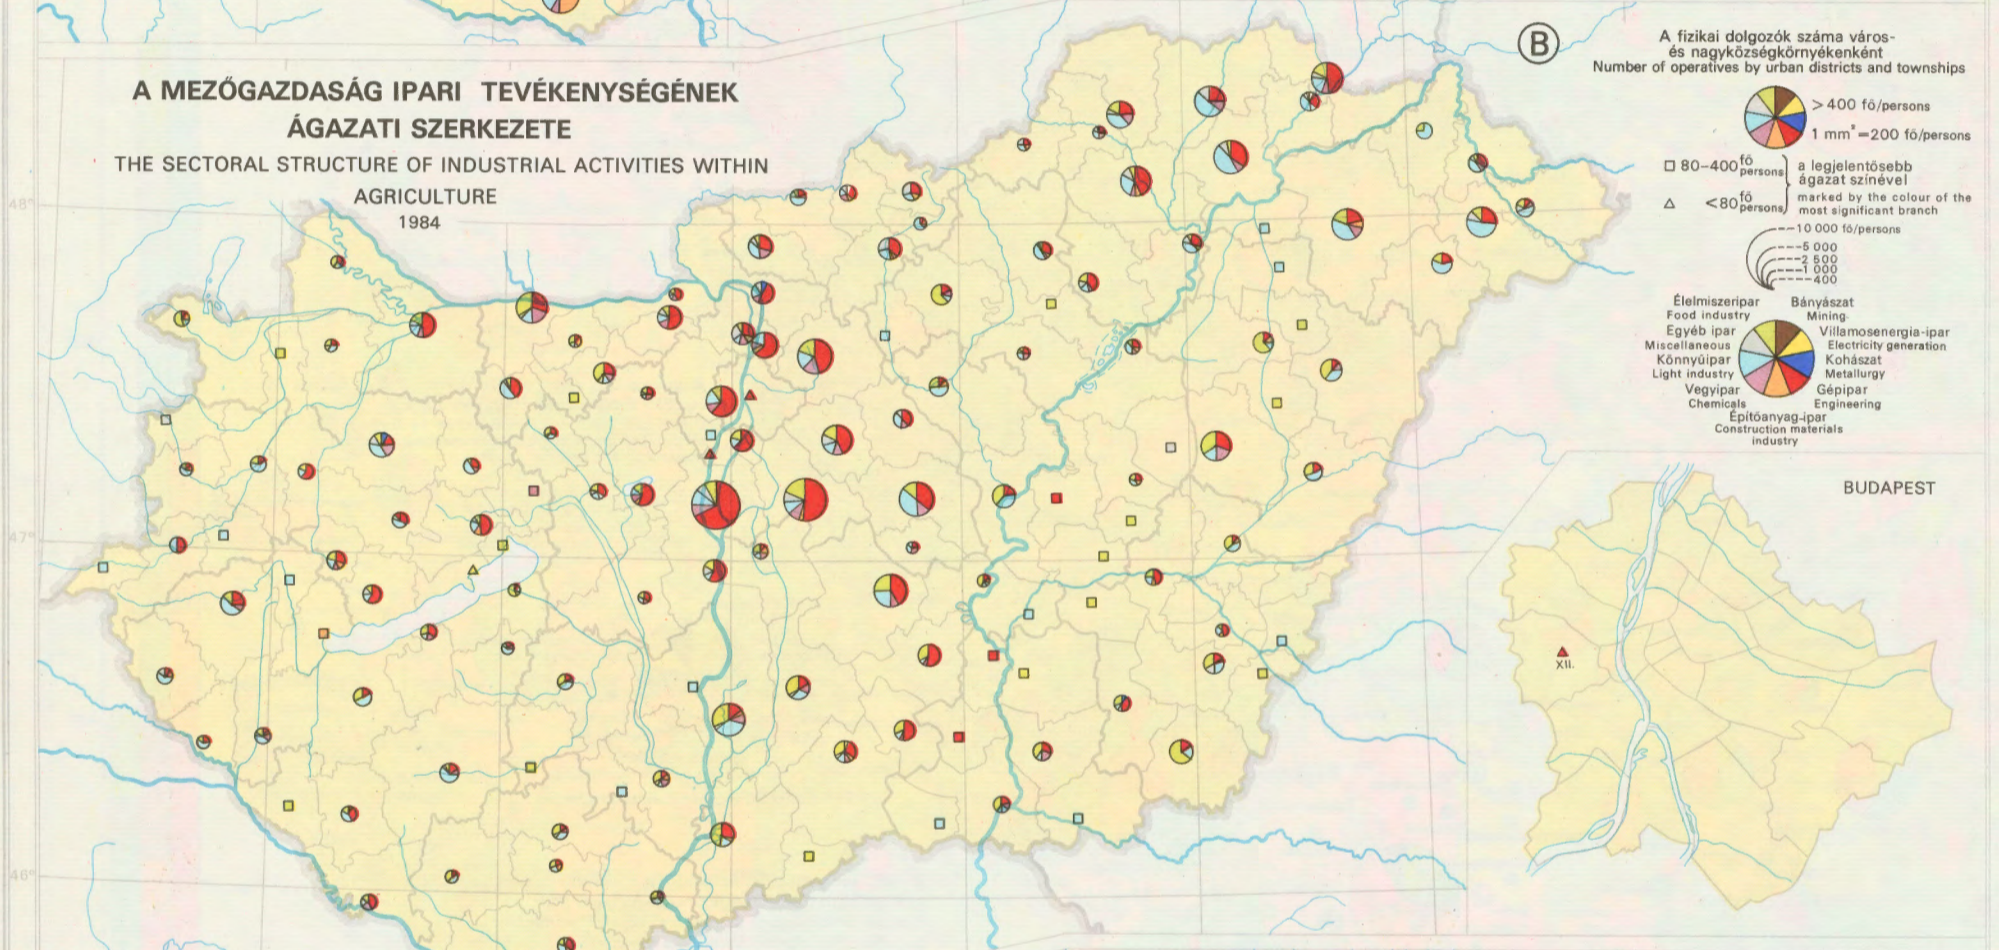 A MEZŐGAZDASÁG IPARI TEVÉKENYSÉGÉNEK
ÁGAZATI SZERKEZETE
THE SECTORAL STRUCTURE OF INDUSTRIAL ACTIVITIES WITHIN
AGRICULTURE
1984
48°
47°
46°
B
A fizikai dolgozók száma város-
és nagyközségkörnyékenként
Number of operatives by urban districts and townships
> 400 fő/persons
1 mm²=200 fő/persons
80-400 fő persons
<80 fő persons
a legjelentősebb
ágazat színével
marked by the colour of the
most significant branch
10 000 fő/persons
5 000
2 500
1 000
400
Élelmiszeripar
Food industry
Bányászat
Mining
Egyéb ipar
Miscellaneous
Villamosenergia-ipar
Electricity generation
Könnyűipar
Light industry
Kohászat
Metallurgy
Vegyipar
Chemicals
Gépipar
Engineering
Építőanyag-ipar
Construction materials
industry
BUDAPEST
XII.